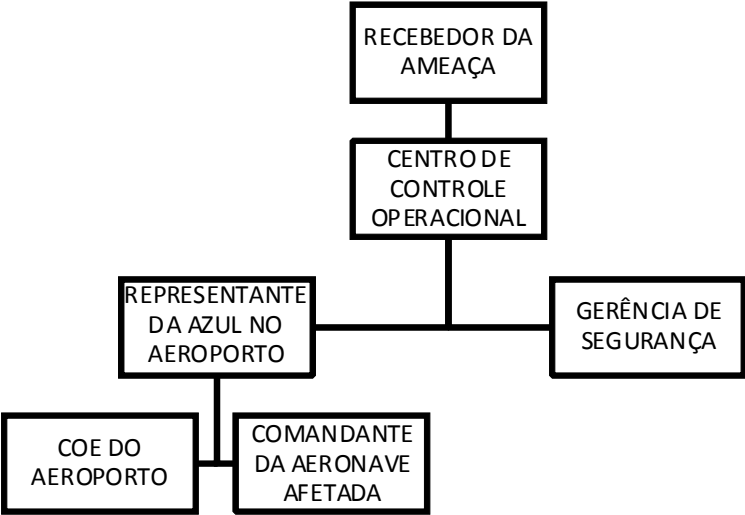 RECEBEDOR DA
AMEAÇA
CENTRO DE
CONTROLE
OPERACIONAL
REPRESENTANTE
DA AZUL NO
AEROPORTO
GERÊNCIA DE
SEGURANÇA
COE DO
AEROPORTO
COMANDANTE
DA AERONAVE
AFETADA